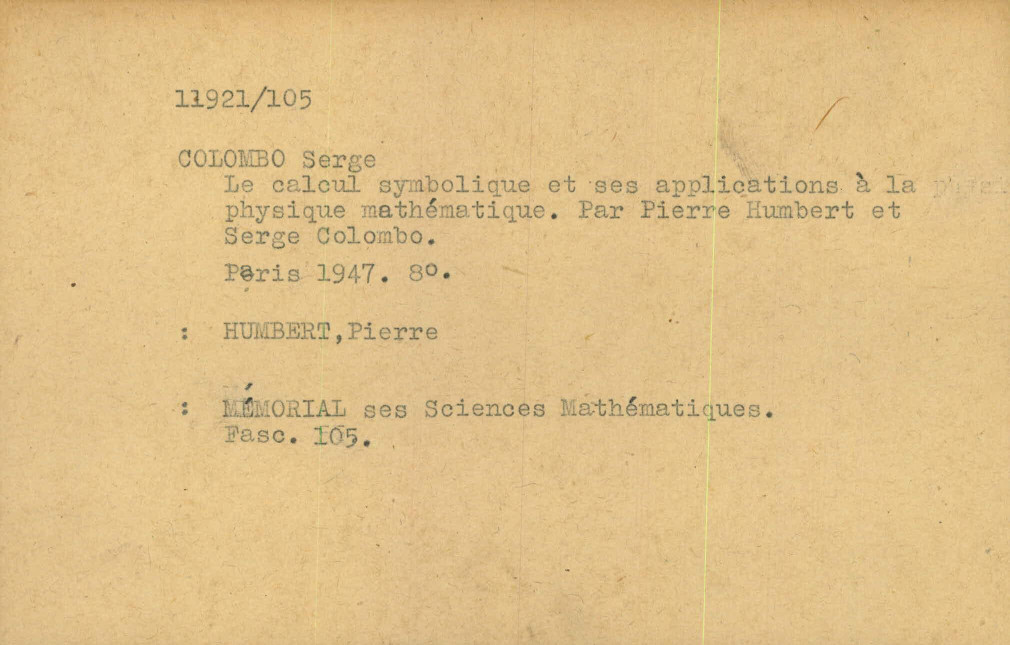 11921/105
COLOMBO Serge
Le calcul symbolique et ses applications à la
physique mathématique. Par Pierre Humbert et
Serge Colombo.
Paris 1947. 8º.
: HUMBERT,Pierre
: MÉMORIAL ses Sciences Mathématiques.
Fasc. 105.